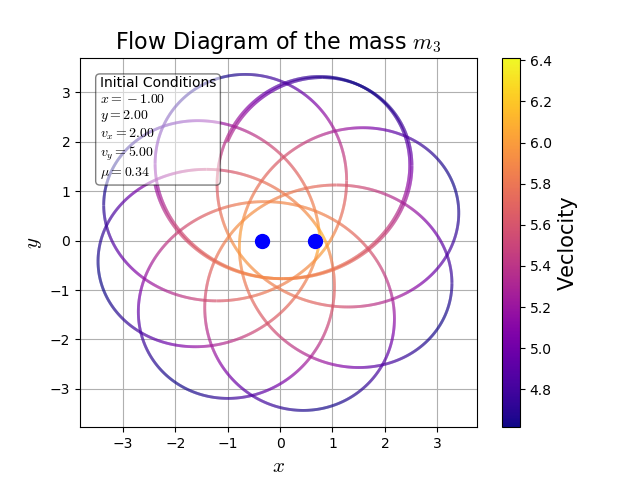 Flow Diagram of the mass m₃
Initial Conditions
x = −1.00
y = 2.00
vₓ = 2.00
v_y = 5.00
μ = 0.34
3
2
1
0
−1
−2
−3
y
−3
−2
−1
0
1
2
3
x
6.4
6.2
6.0
5.8
5.6
5.4
5.2
5.0
4.8
Veclocity